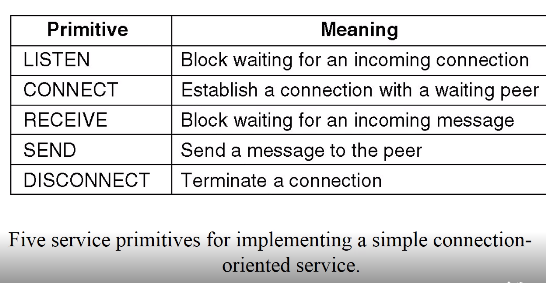 Primitive Meaning
LISTEN Block waiting for an incoming connection
CONNECT Establish a connection with a waiting peer
RECEIVE Block waiting for an incoming message
SEND Send a message to the peer
DISCONNECT Terminate a connection
Five service primitives for implementing a simple connection-
oriented service.